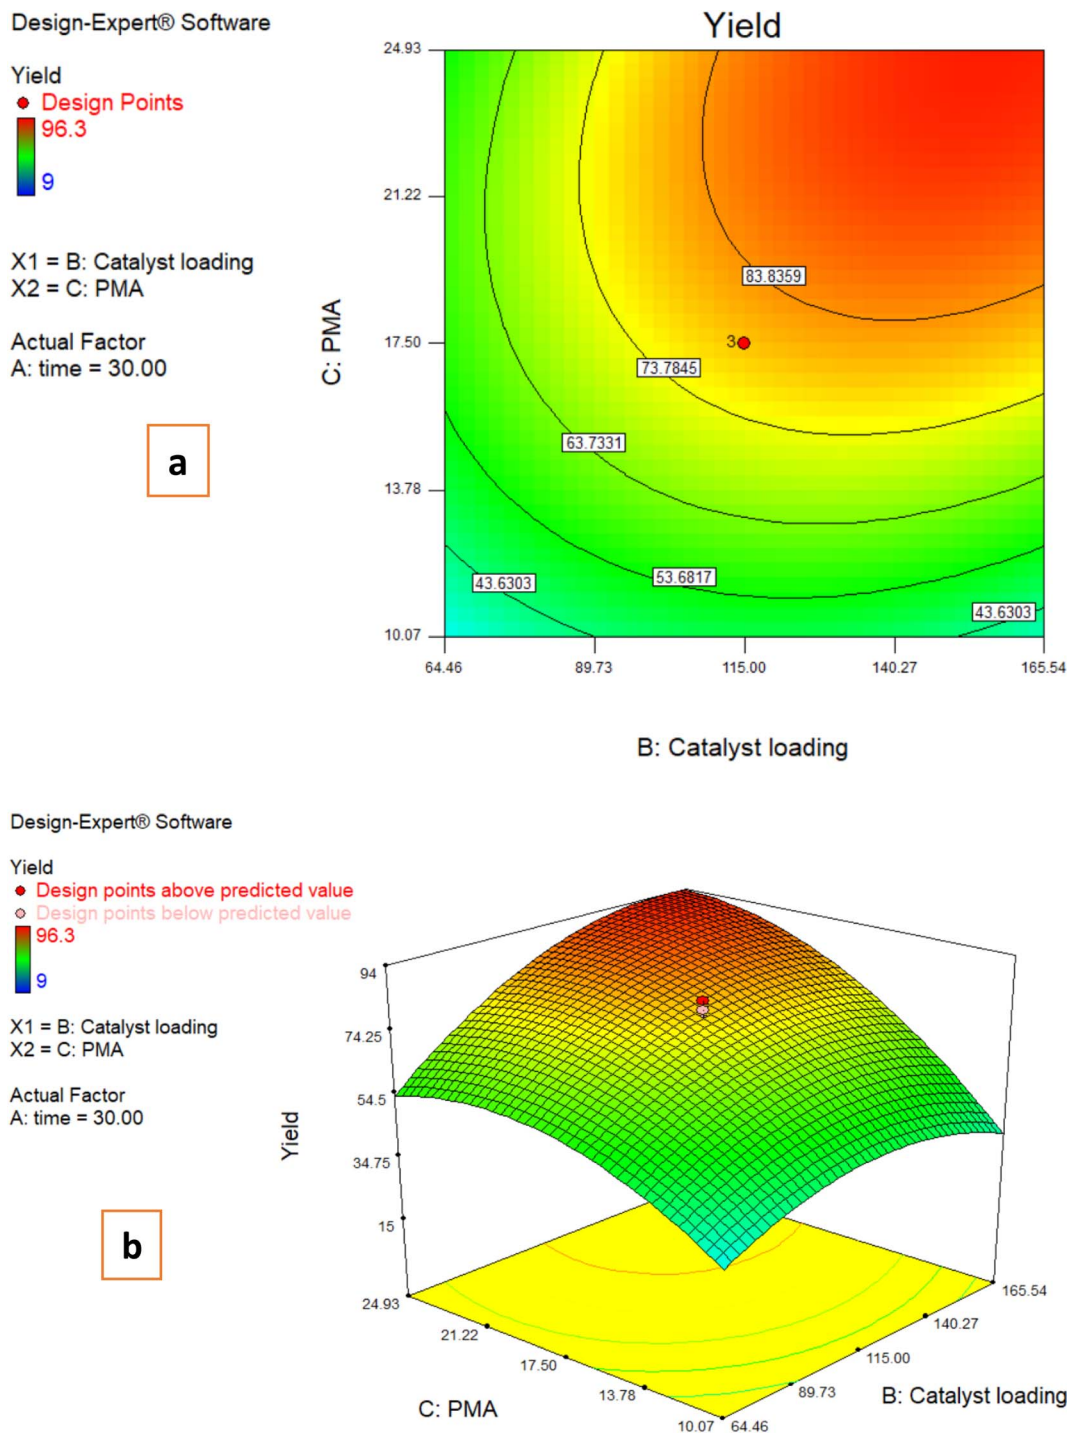 Design-Expert® Software
Yield
Design Points
96.3
9
X1 = B: Catalyst loading
X2 = C: PMA
Actual Factor
A: time = 30.00
a
Yield
24.93
21.22
17.50
13.78
10.07
C: PMA
83.8359
3
73.7845
63.7331
53.6817
43.6303
43.6303
64.46
89.73
115.00
140.27
165.54
B: Catalyst loading
Design-Expert® Software
Yield
Design points above predicted value
Design points below predicted value
96.3
9
X1 = B: Catalyst loading
X2 = C: PMA
Actual Factor
A: time = 30.00
b
94
74.25
54.5
34.75
15
Yield
24.93
21.22
17.50
13.78
10.07
C: PMA
64.46
89.73
115.00
140.27
165.54
B: Catalyst loading